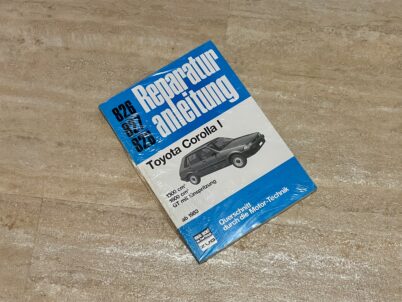 826
827
828
Reparatur
anleitung
Toyota Corolla I
1300 cm³
1600 cm³
GT mit Einspritzung
ab 1983
Querschnitt
durch die Motor-Technik